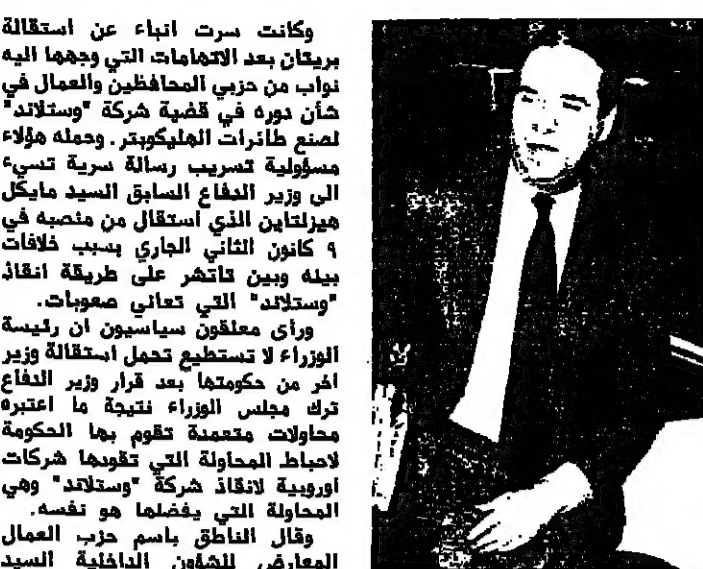 وكانت سرت انباء عن استقالة
بريتان بعد الاتهامات التي وجهها اليه
نواب من حزبي المحافظين والعمال في
شأن دوره في قضية شركة "وستلاند"
لصنع طائرات الهليكوبتر. وحمله هؤلاء
مسؤولية تسريب رسالة سرية تسيء
الى وزير الدفاع السابق السيد مايكل
هيزلتاين الذي استقال من منصبه في
٩ كانون الثاني الجاري بسبب خلافات
بينه وبين تاتشر على طريقة انقاذ
"وستلاند" التي تعاني صعوبات.
ورأى معلقون سياسيون ان رئيسة
الوزراء لا تستطيع تحمل استقالة وزير
اخر من حكومتها بعد قرار وزير الدفاع
ترك مجلس الوزراء نتيجة ما اعتبره
محاولات متعمدة تقوم بها الحكومة
لاحباط المحاولة التي تقودها شركات
اوروبية لانقاذ شركة "وستلاند" وهي
المحاولة التي يفضلها هو نفسه.
وقال الناطق باسم حزب العمال
المعارض للشؤون الداخلية السيد